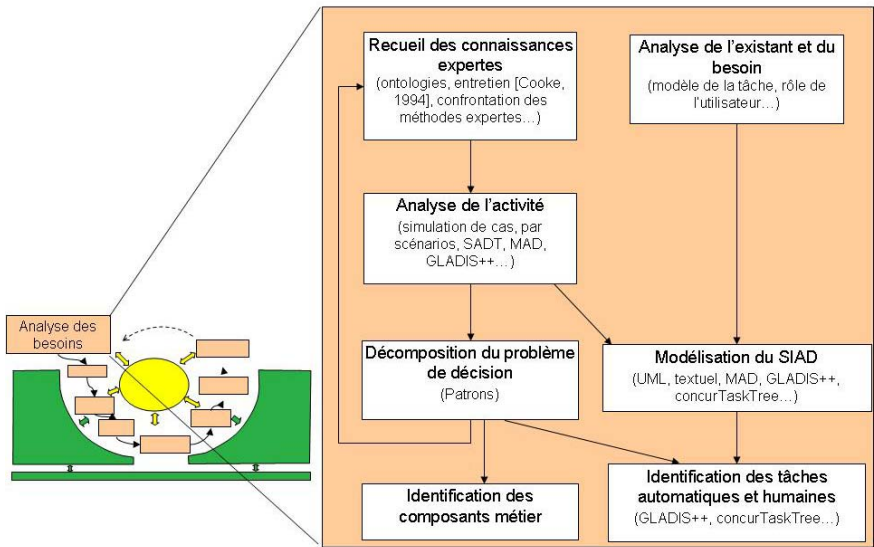 Recueil des connaissances
expertes
(ontologies, entretien [Cooke,
1994], confrontation des
méthodes expertes…)
Analyse de l'existant et du
besoin
(modèle de la tâche, rôle de
l'utilisateur…)
Analyse de l'activité
(simulation de cas, par
scénarios, SADT, MAD,
GLADIS++…)
Analyse des
besoins
Décomposition du problème
de décision
(Patrons)
Modélisation du SIAD
(UML, textuel, MAD, GLADIS++,
concurTaskTree…)
Identification des
composants métier
Identification des tâches
automatiques et humaines
(GLADIS++, concurTaskTree…)